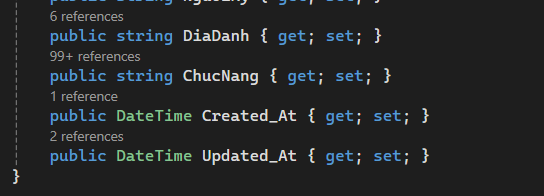 6 references
public string DiaDanh { get; set; }
99+ references
public string ChucNang { get; set; }
1 reference
public DateTime Created_At { get; set; }
2 references
public DateTime Updated_At { get; set; }
}